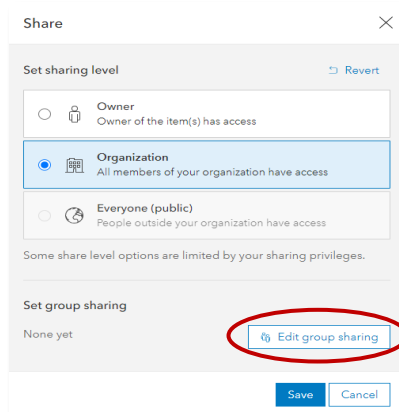 Share
Set sharing level
Revert
Owner
Owner of the item(s) has access
Organization
All members of your organization have access
Everyone (public)
People outside your organization have access
Some share level options are limited by your sharing privileges.
Set group sharing
None yet
Edit group sharing
Save
Cancel